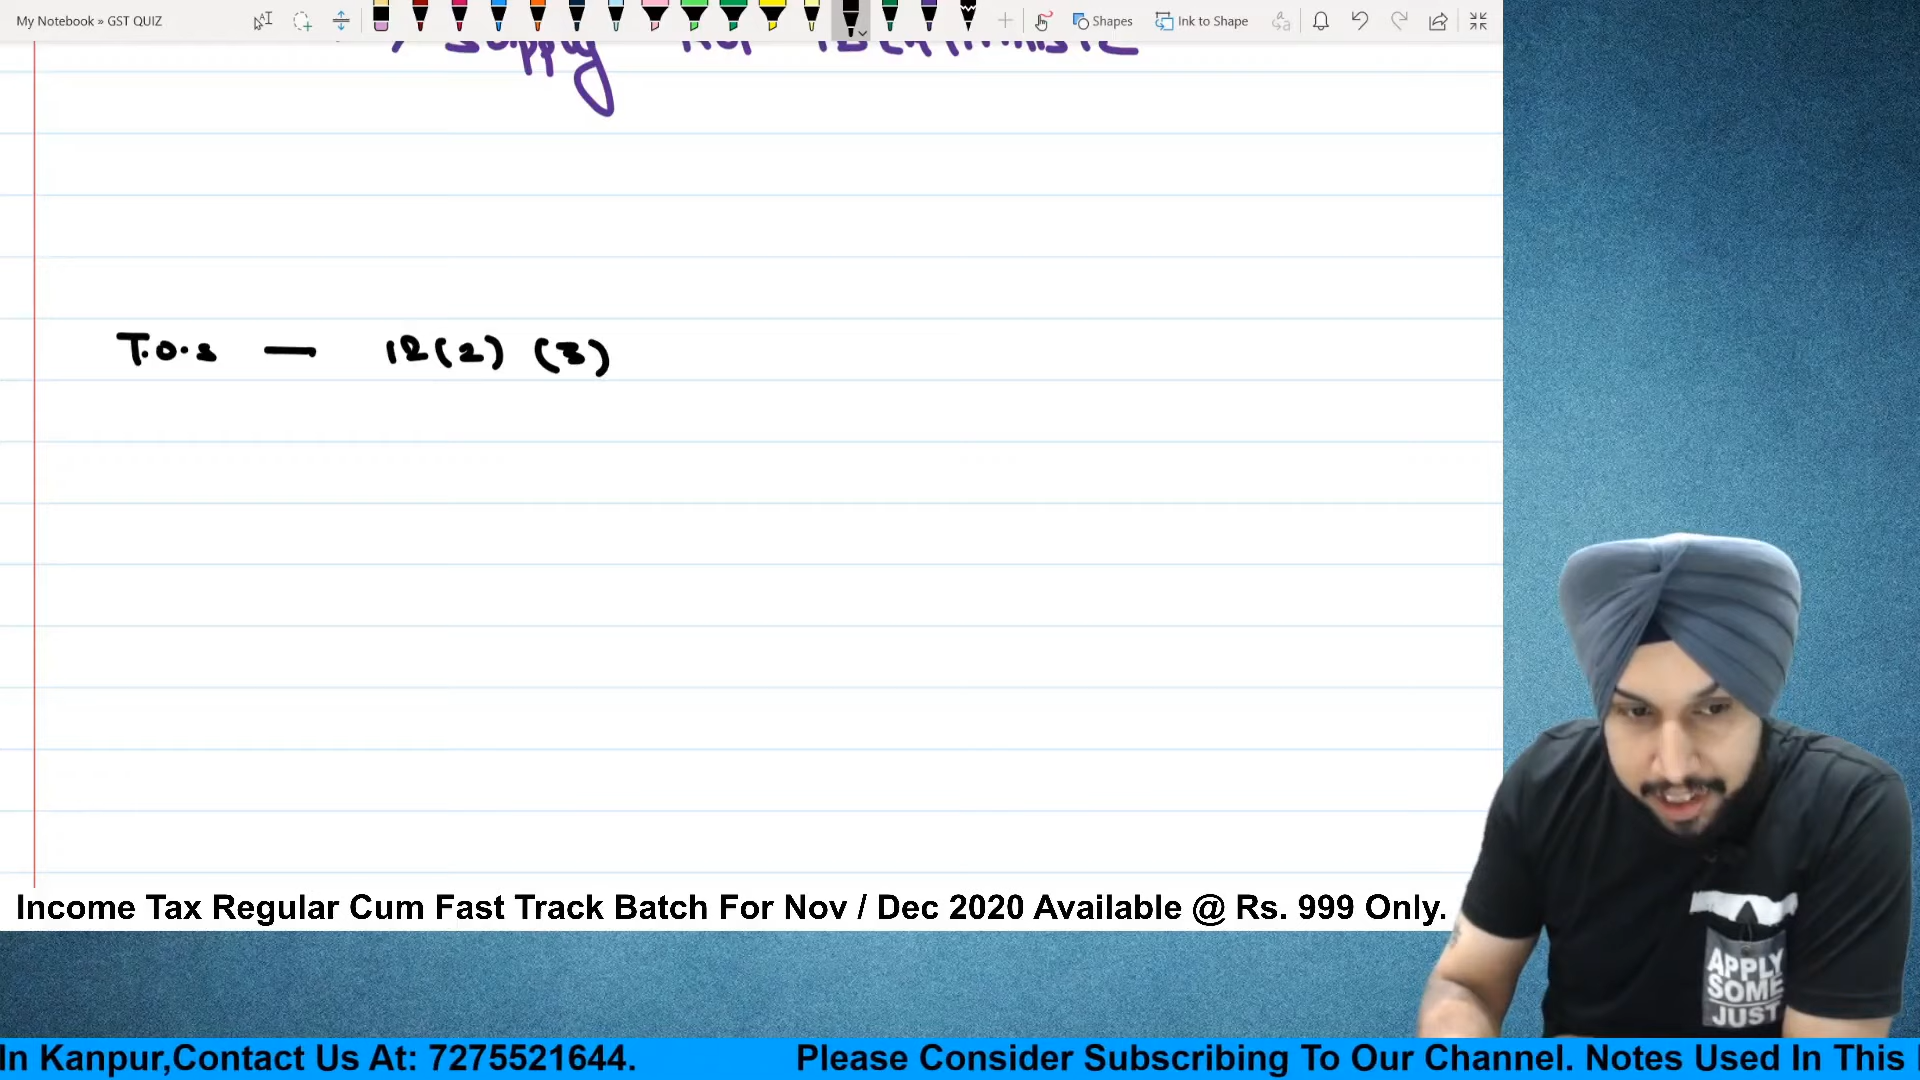 My Notebook » GST QUIZ
Shapes
Ink to Shape
supply
T.O.S — 12(2) (3)
Income Tax Regular Cum Fast Track Batch For Nov / Dec 2020 Available @ Rs. 999 Only.
APPLY
SOME
JUST
In Kanpur,Contact Us At: 7275521644. Please Consider Subscribing To Our Channel. Notes Used In This